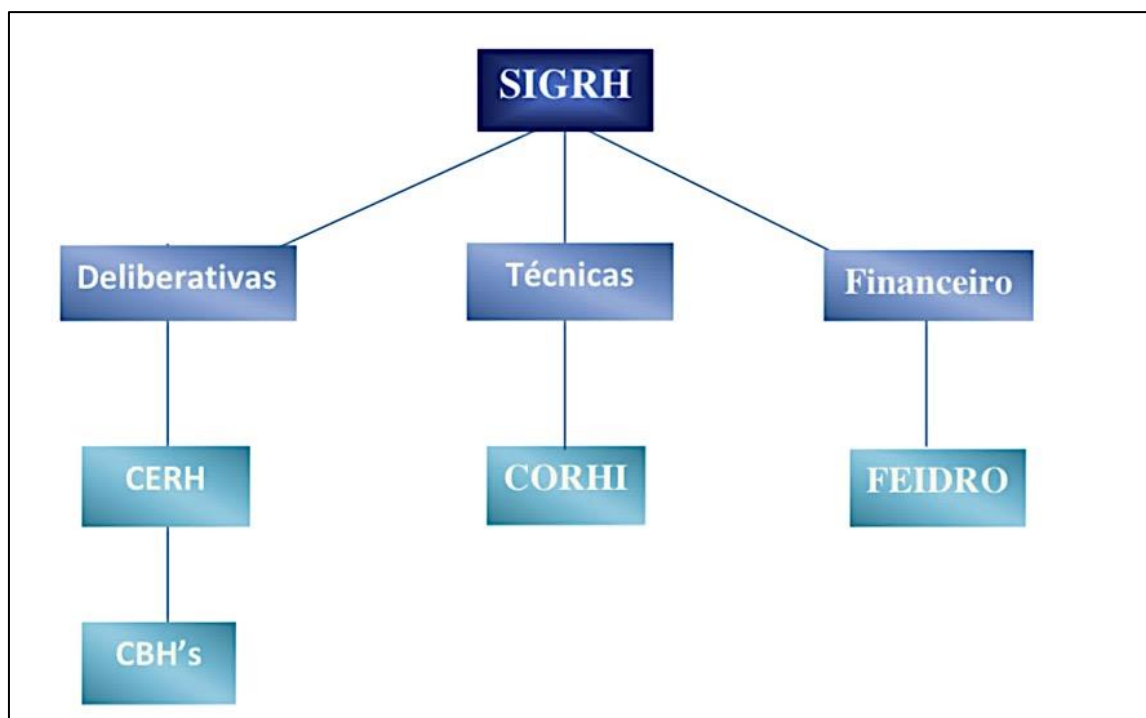 SIGRH
Deliberativas
Técnicas
Financeiro
CERH
CORHI
FEIDRO
CBH's